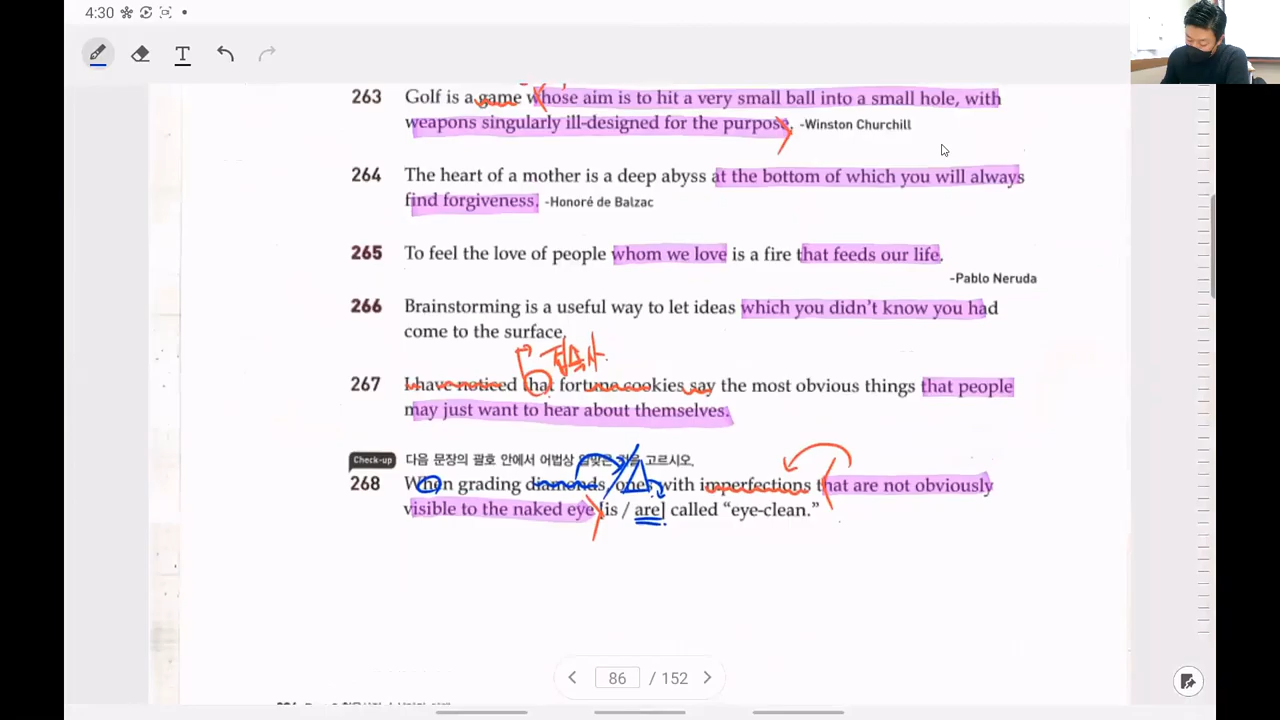 4:30
T
263 Golf is a game whose aim is to hit a very small ball into a small hole, with
weapons singularly ill-designed for the purpose. -Winston Churchill
264 The heart of a mother is a deep abyss at the bottom of which you will always
find forgiveness. -Honoré de Balzac
265 To feel the love of people whom we love is a fire that feeds our life.
-Pablo Neruda
266 Brainstorming is a useful way to let ideas which you didn't know you had
come to the surface.
접속사
267 I have noticed that fortune cookies say the most obvious things that people
may just want to hear about themselves.
Check-up 다음 문장의 괄호 안에서 어법상 알맞은 것을 고르시오.
268 When grading diamonds, ones with imperfections that are not obviously
visible to the naked eye [is / are] called “eye-clean.”
86 / 152